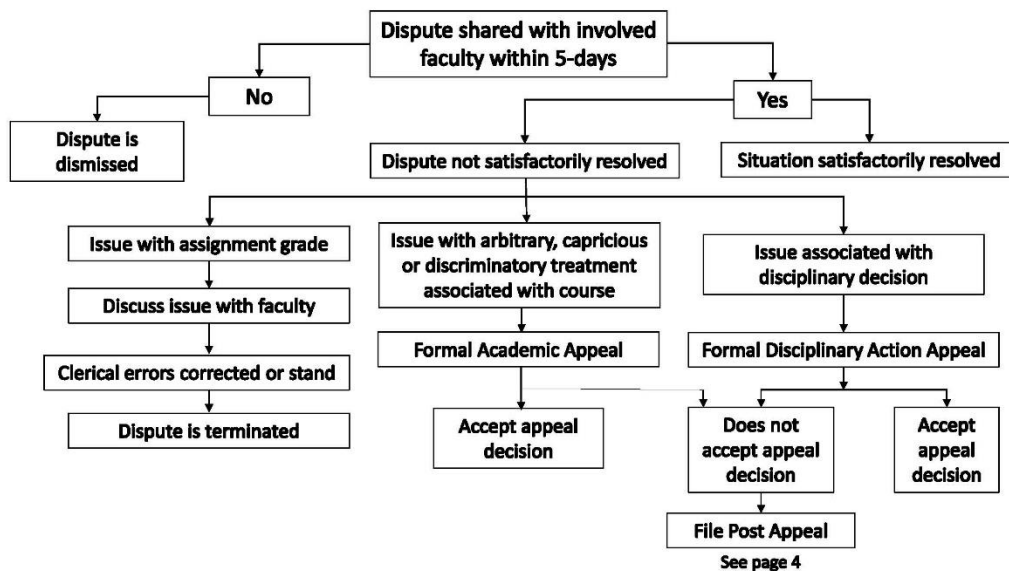 Dispute shared with involved
faculty within 5-days
No
Yes
Dispute is
dismissed
Dispute not satisfactorily resolved
Situation satisfactorily resolved
Issue with assignment grade
Issue with arbitrary, capricious
or discriminatory treatment
associated with course
Issue associated with
disciplinary decision
Discuss issue with faculty
Formal Academic Appeal
Formal Disciplinary Action Appeal
Clerical errors corrected or stand
Dispute is terminated
Accept appeal
decision
Does not
accept appeal
decision
Accept
appeal
decision
File Post Appeal
See page 4